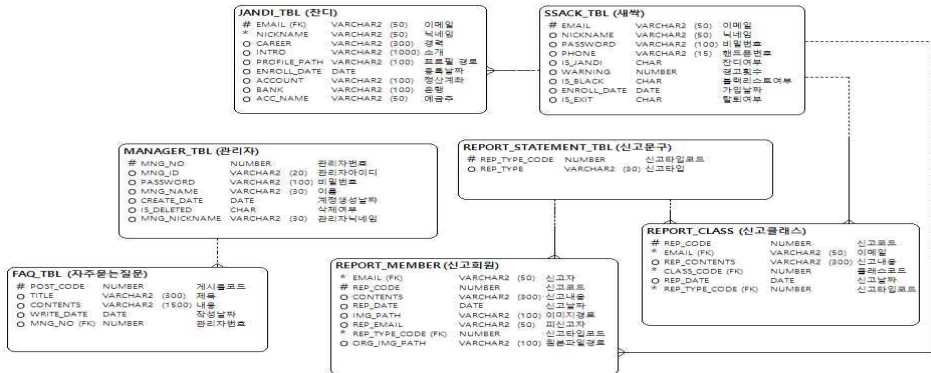 JANDI_TBL (잔디)
# EMAIL (FK) VARCHAR2 (50) 이메일
* NICKNAME VARCHAR2 (50) 닉네임
O CAREER VARCHAR2 (300) 경력
O INTRO VARCHAR2 (1000) 소개
O PROFILE_PATH VARCHAR2 (100) 프로필 경로
O ENROLL_DATE DATE 등록날짜
O ACCOUNT VARCHAR2 (100) 정산계좌
O BANK VARCHAR2 (100) 은행
O ACC_NAME VARCHAR2 (50) 예금주
SSACK_TBL (새싹)
# EMAIL VARCHAR2 (50) 이메일
O NICKNAME VARCHAR2 (50) 닉네임
O PASSWORD VARCHAR2 (100) 비밀번호
O PHONE VARCHAR2 (15) 핸드폰번호
O IS_JANDI CHAR 잔디여부
O WARNING NUMBER 경고횟수
O IS_BLACK CHAR 블랙리스트여부
O ENROLL_DATE DATE 가입날짜
O IS_EXIT CHAR 탈퇴여부
MANAGER_TBL (관리자)
# MNG_NO NUMBER 관리자번호
O MNG_ID VARCHAR2 (20) 관리자아이디
O PASSWORD VARCHAR2 (100) 비밀번호
O MNG_NAME VARCHAR2 (30) 이름
O CREATE_DATE DATE 계정생성날짜
O IS_DELETED CHAR 삭제여부
O MNG_NICKNAME VARCHAR2 (30) 관리자닉네임
REPORT_STATEMENT_TBL (신고문구)
# REP_TYPE_CODE NUMBER 신고타입코드
O REP_TYPE VARCHAR2 (30) 신고타입
REPORT_CLASS (신고클래스)
# REP_CODE NUMBER 신고코드
* EMAIL (FK) VARCHAR2 (50) 이메일
O REP_CONTENTS VARCHAR2 (300) 신고내용
* CLASS_CODE (FK) NUMBER 클래스코드
O REP_DATE DATE 신고날짜
* REP_TYPE_CODE (FK) NUMBER 신고타입코드
FAQ_TBL (자주묻는질문)
# POST_CODE NUMBER 게시물코드
O TITLE VARCHAR2 (300) 제목
O CONTENTS VARCHAR2 (1500) 내용
O WRITE_DATE DATE 작성날짜
O MNG_NO (FK) NUMBER 관리자번호
REPORT_MEMBER (신고회원)
* EMAIL (FK) VARCHAR2 (50) 신고자
# REP_CODE NUMBER 신고코드
O CONTENTS VARCHAR2 (300) 신고내용
O REP_DATE DATE 신고날짜
O IMG_PATH VARCHAR2 (100) 이미지경로
O REP_EMAIL VARCHAR2 (50) 피신고자
* REP_TYPE_CODE (FK) NUMBER 신고타입코드
O ORG_IMG_PATH VARCHAR2 (100) 원본파일경로